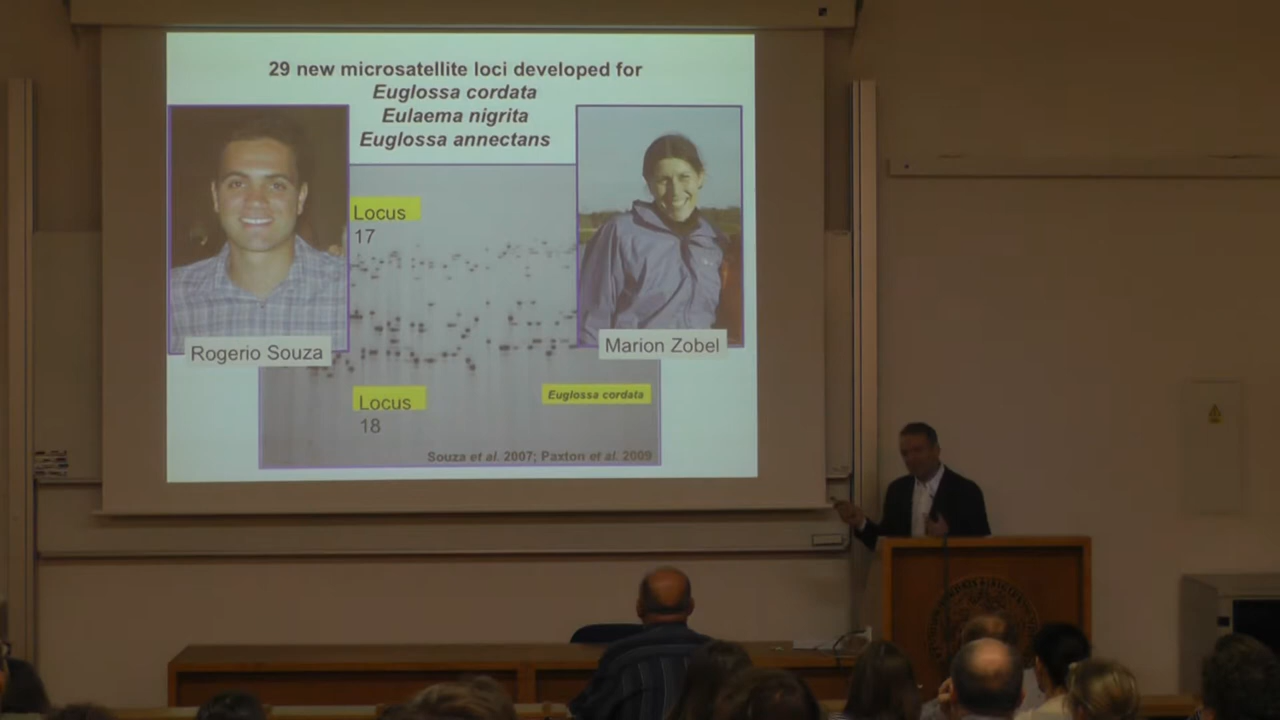 29 new microsatellite loci developed for
Euglossa cordata
Eulaema nigrita
Euglossa annectans
Locus
17
Rogerio Souza
Marion Zobel
Locus
18
Euglossa cordata
Souza et al. 2007; Paxton et al. 2009